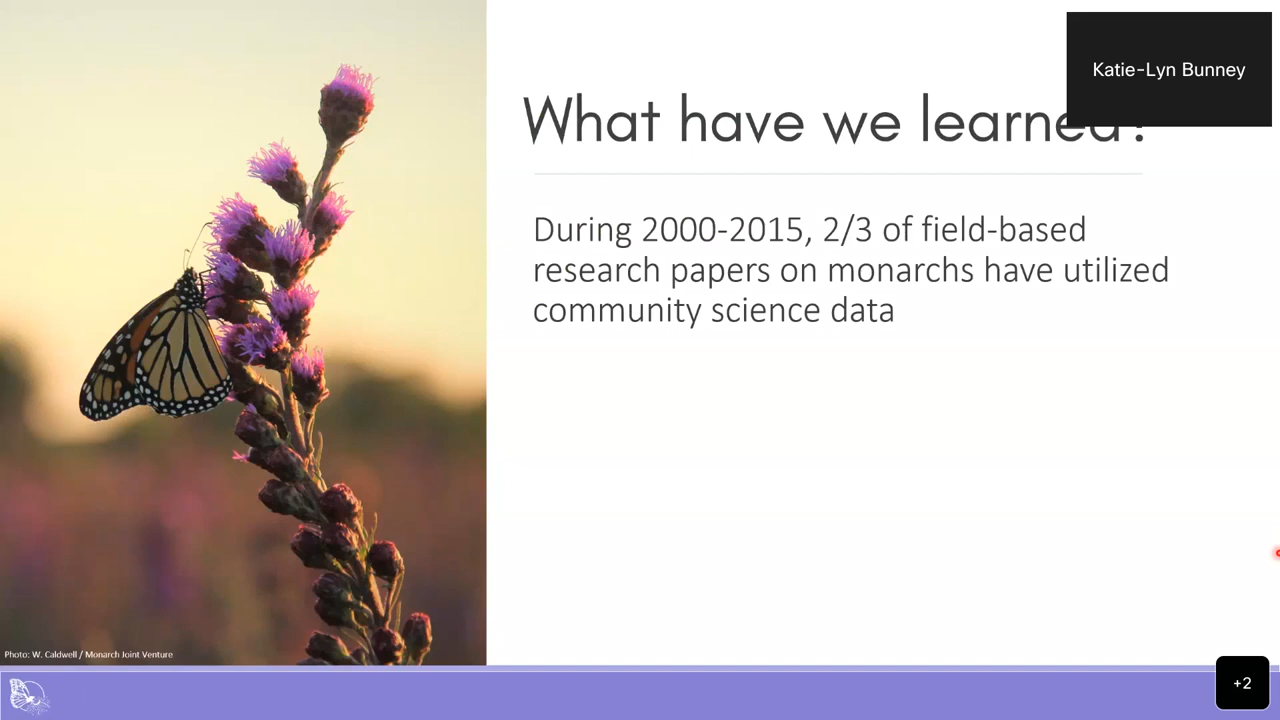 Katie-Lyn Bunney
What have we learned?
During 2000-2015, 2/3 of field-based
research papers on monarchs have utilized
community science data
Photo: W. Caldwell / Monarch Joint Venture
+2